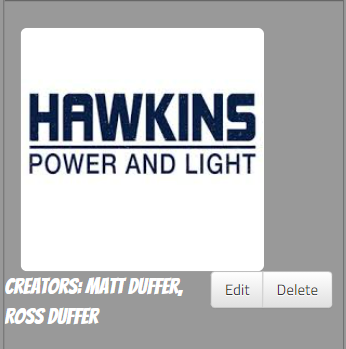 HAWKINS
POWER AND LIGHT
CREATORS: MATT DUFFER,
ROSS DUFFER
Edit
Delete